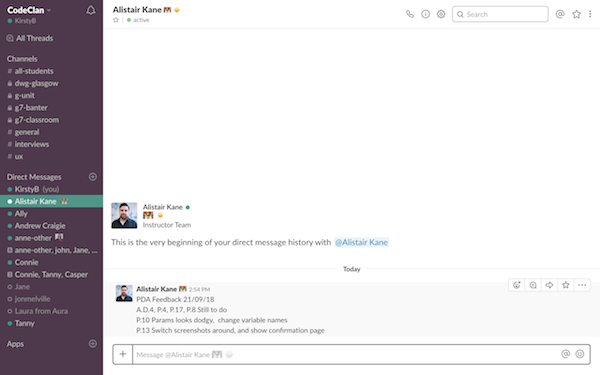 CodeClan
KirstyB
All Threads
Channels
# all-students
dwg-glasgow
g-unit
g7-banter
g7-classroom
# general
# interviews
# ux
Direct Messages
KirstyB (you)
Alistair Kane
Ally
Andrew Craigie
anne-other
anne-other, john, Jane, ...
Connie
Connie, Tanny, Casper
Jane
jonmelville
Laura from Aura
Tanny
Apps
Alistair Kane
active
Search
Alistair Kane
Instructor Team
This is the very beginning of your direct message history with @Alistair Kane
Today
Alistair Kane 2:54 PM
PDA Feedback 21/09/18
A.D.4, P.4, P.17, P.8 Still to do
P.10 Params looks dodgy, change variable names
P.13 Switch screenshots around, and show confirmation page
Message @Alistair Kane